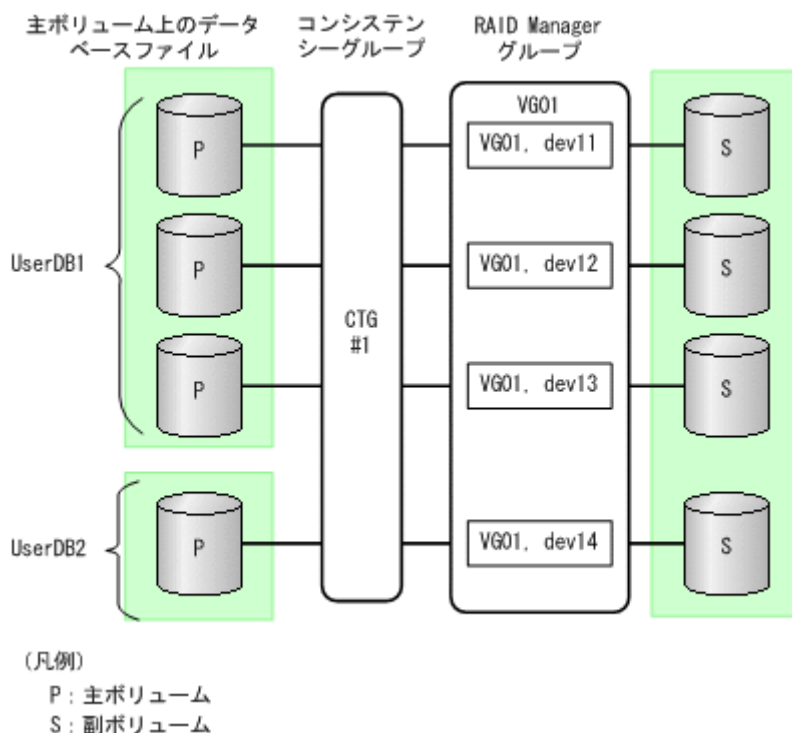 主ボリューム上のデータ
ベースファイル
コンシステン
シーグループ
RAID Manager
グループ
VG01
UserDB1
P
VG01, dev11
S
P
VG01, dev12
S
CTG
#1
P
VG01, dev13
S
UserDB2
P
VG01, dev14
S
(凡例)
P:主ボリューム
S:副ボリューム